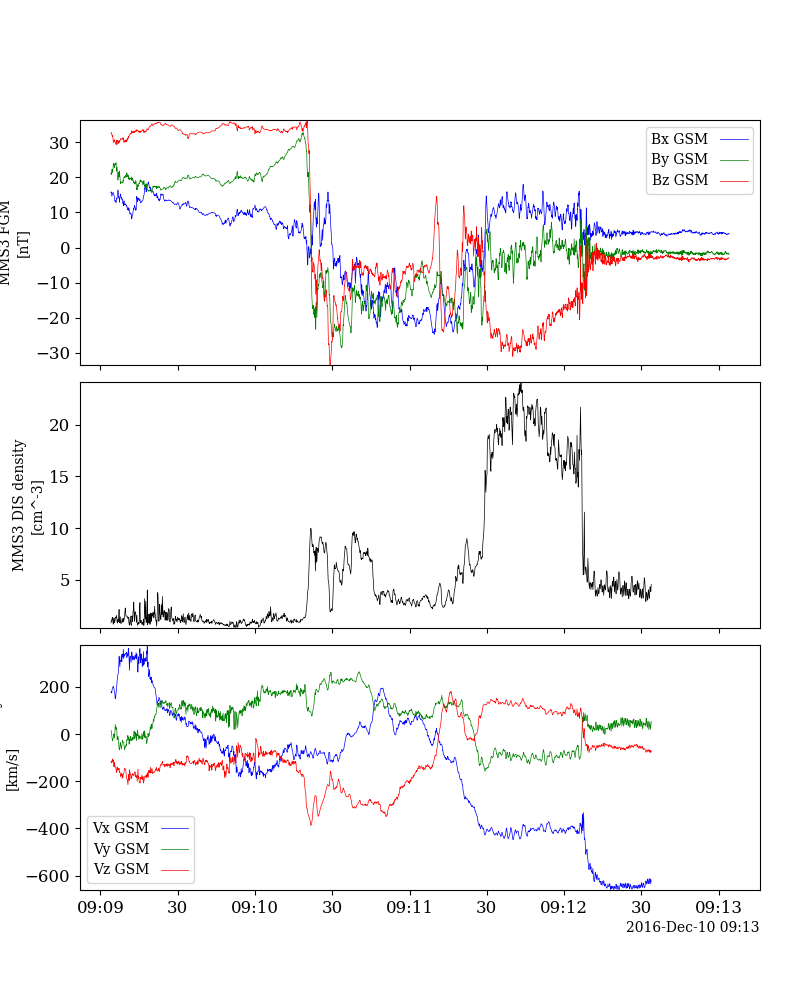 MMS3 FGM
[nT]
30
20
10
0
−10
−20
−30
Bx GSM
By GSM
Bz GSM
MMS3 DIS density
[cm^-3]
20
15
10
5
[km/s]
200
0
−200
−400
−600
Vx GSM
Vy GSM
Vz GSM
09:09 30 09:10 30 09:11 30 09:12 30 09:13
2016-Dec-10 09:13